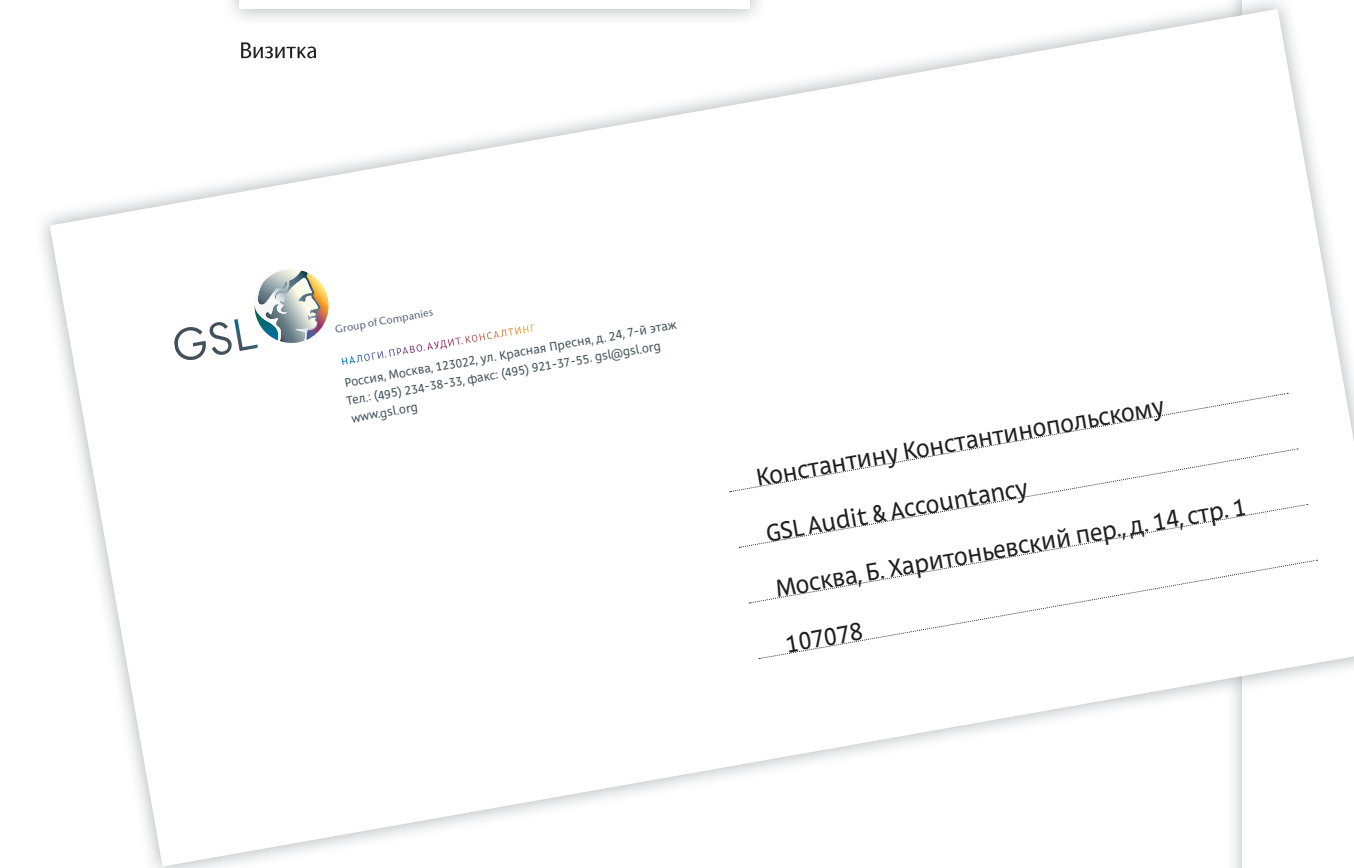 Визитка
GSL
Group of Companies
НАЛОГИ. ПРАВО. АУДИТ. КОНСАЛТИНГ
Россия, Москва, 123022, ул. Красная Пресня, д. 24, 7-й этаж
Тел.: (495) 234-38-33, факс: (495) 921-37-55. gsl@gsl.org
www.gsl.org
Константину Константинопольскому
GSL Audit & Accountancy
Москва, Б. Харитоньевский пер., д. 14, стр. 1
107078